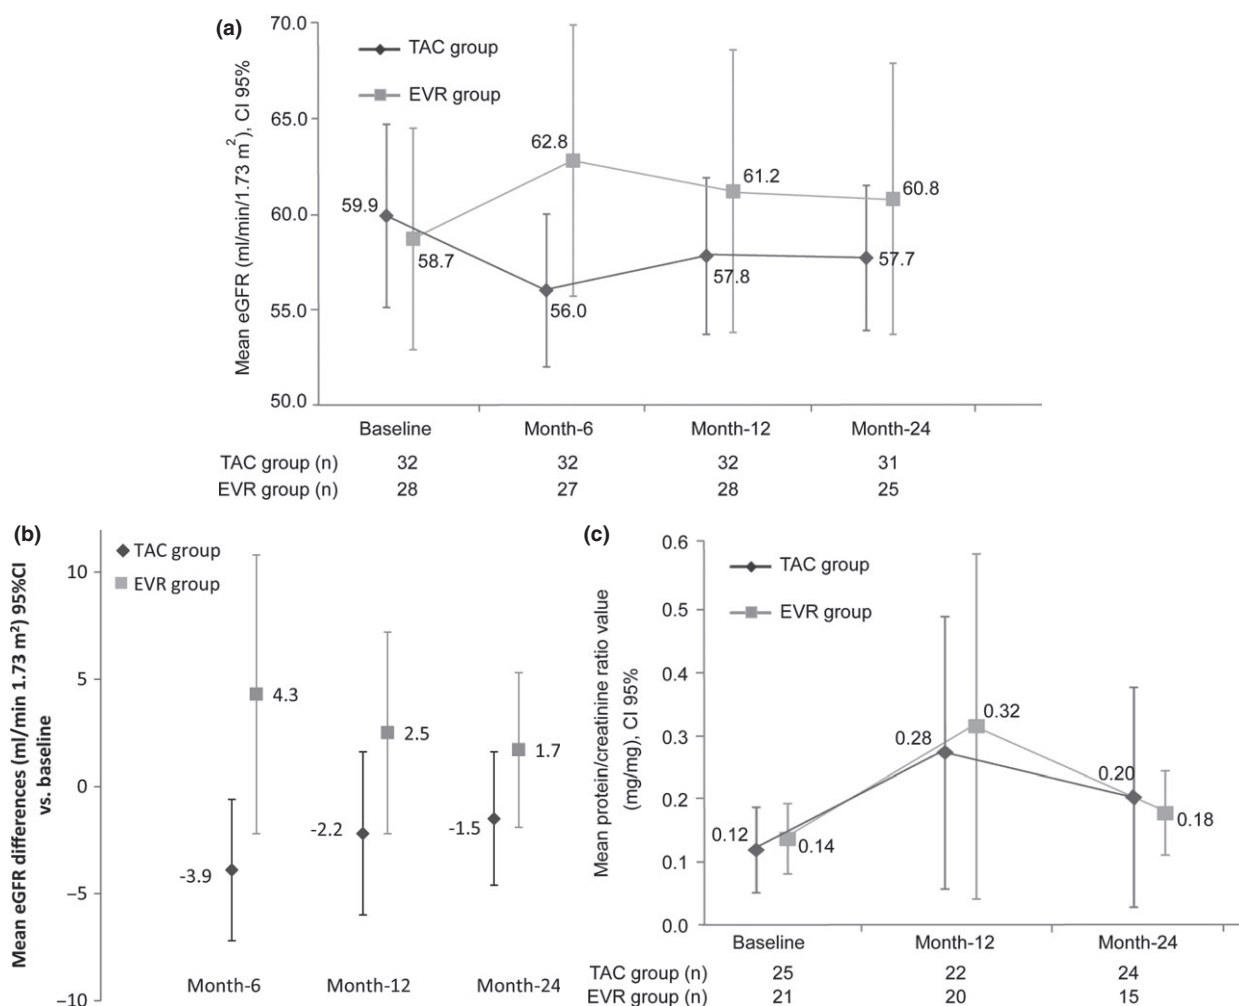 (a)
Mean eGFR (ml/min/1.73 m²), CI 95%
70.0
65.0
60.0
55.0
50.0
TAC group
EVR group
59.9
58.7
62.8
56.0
61.2
57.8
60.8
57.7
Baseline Month-6 Month-12 Month-24
TAC group (n) 32 32 32 31
EVR group (n) 28 27 28 25
(b)
Mean eGFR differences (ml/min 1.73 m²) 95%CI
vs. baseline
10
5
0
−5
−10
TAC group
EVR group
4.3
-3.9
2.5
-2.2
1.7
-1.5
Month-6 Month-12 Month-24
(c)
Mean protein/creatinine ratio value
(mg/mg), CI 95%
0.6
0.5
0.4
0.3
0.2
0.1
0.0
TAC group
EVR group
0.12
0.14
0.28
0.32
0.20
0.18
Baseline Month-12 Month-24
TAC group (n) 25 22 24
EVR group (n) 21 20 15